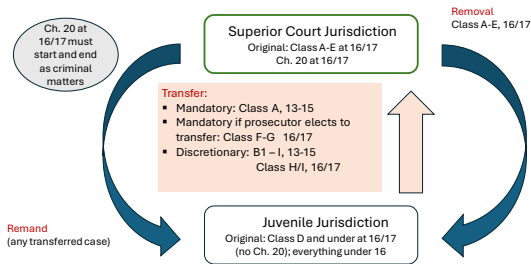 Ch. 20 at
16/17 must
start and end
as criminal
matters
Superior Court Jurisdiction
Original: Class A-E at 16/17
Ch. 20 at 16/17
Removal
Class A-E, 16/17
Transfer:
▪ Mandatory: Class A, 13-15
▪ Mandatory if prosecutor elects to
transfer: Class F-G 16/17
▪ Discretionary: B1 – I, 13-15
Class H/I, 16/17
Remand
(any transferred case)
Juvenile Jurisdiction
Original: Class D and under at 16/17
(no Ch. 20); everything under 16